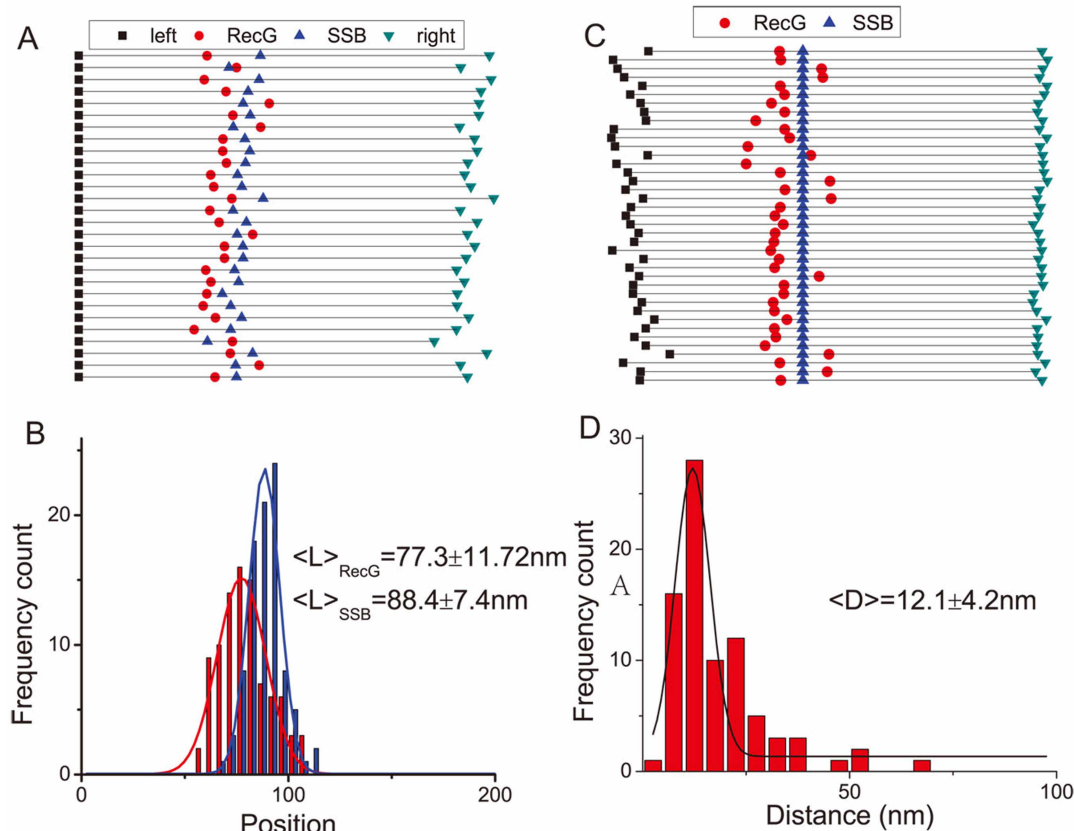 A
left RecG SSB right
C
RecG SSB
B
Frequency count
20
10
0
<L>RecG=77.3±11.72nm
<L>SSB=88.4±7.4nm
0 100 200
Position
D
Frequency count
30
20
10
0
A
<D>=12.1±4.2nm
50 100
Distance (nm)